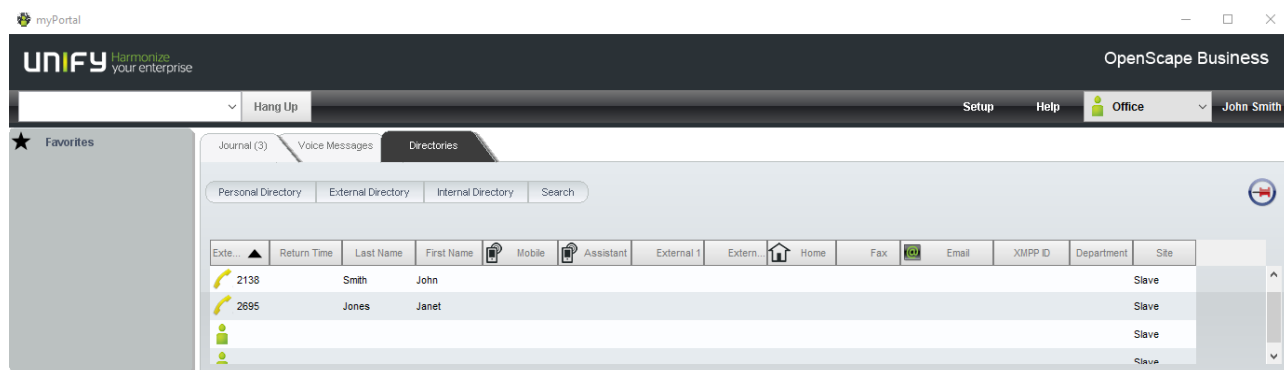 myPortal
UNIFY Harmonize your enterprise
OpenScape Business
Hang Up Setup Help Office John Smith
Favorites
Journal (3) Voice Messages Directories
Personal Directory External Directory Internal Directory Search
Exte... Return Time Last Name First Name Mobile Assistant External 1 Extern... Home Fax @ Email XMPP ID Department Site
2138 Smith John Slave
2695 Jones Janet Slave
Slave
Slave